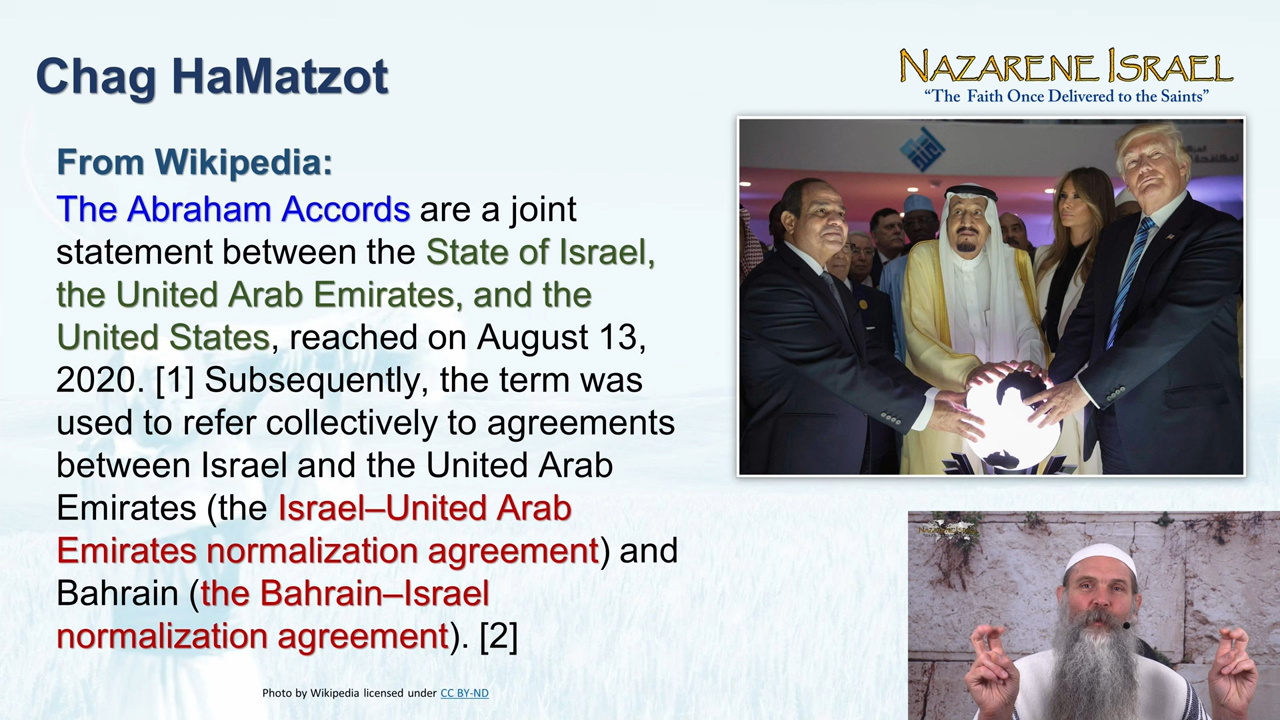 Chag HaMatzot
NAZARENE ISRAEL
“The Faith Once Delivered to the Saints”
From Wikipedia:
The Abraham Accords are a joint
statement between the State of Israel,
the United Arab Emirates, and the
United States, reached on August 13,
2020. [1] Subsequently, the term was
used to refer collectively to agreements
between Israel and the United Arab
Emirates (the Israel–United Arab
Emirates normalization agreement) and
Bahrain (the Bahrain–Israel
normalization agreement). [2]
Photo by Wikipedia licensed under CC BY-ND
NAZARENE ISRAEL